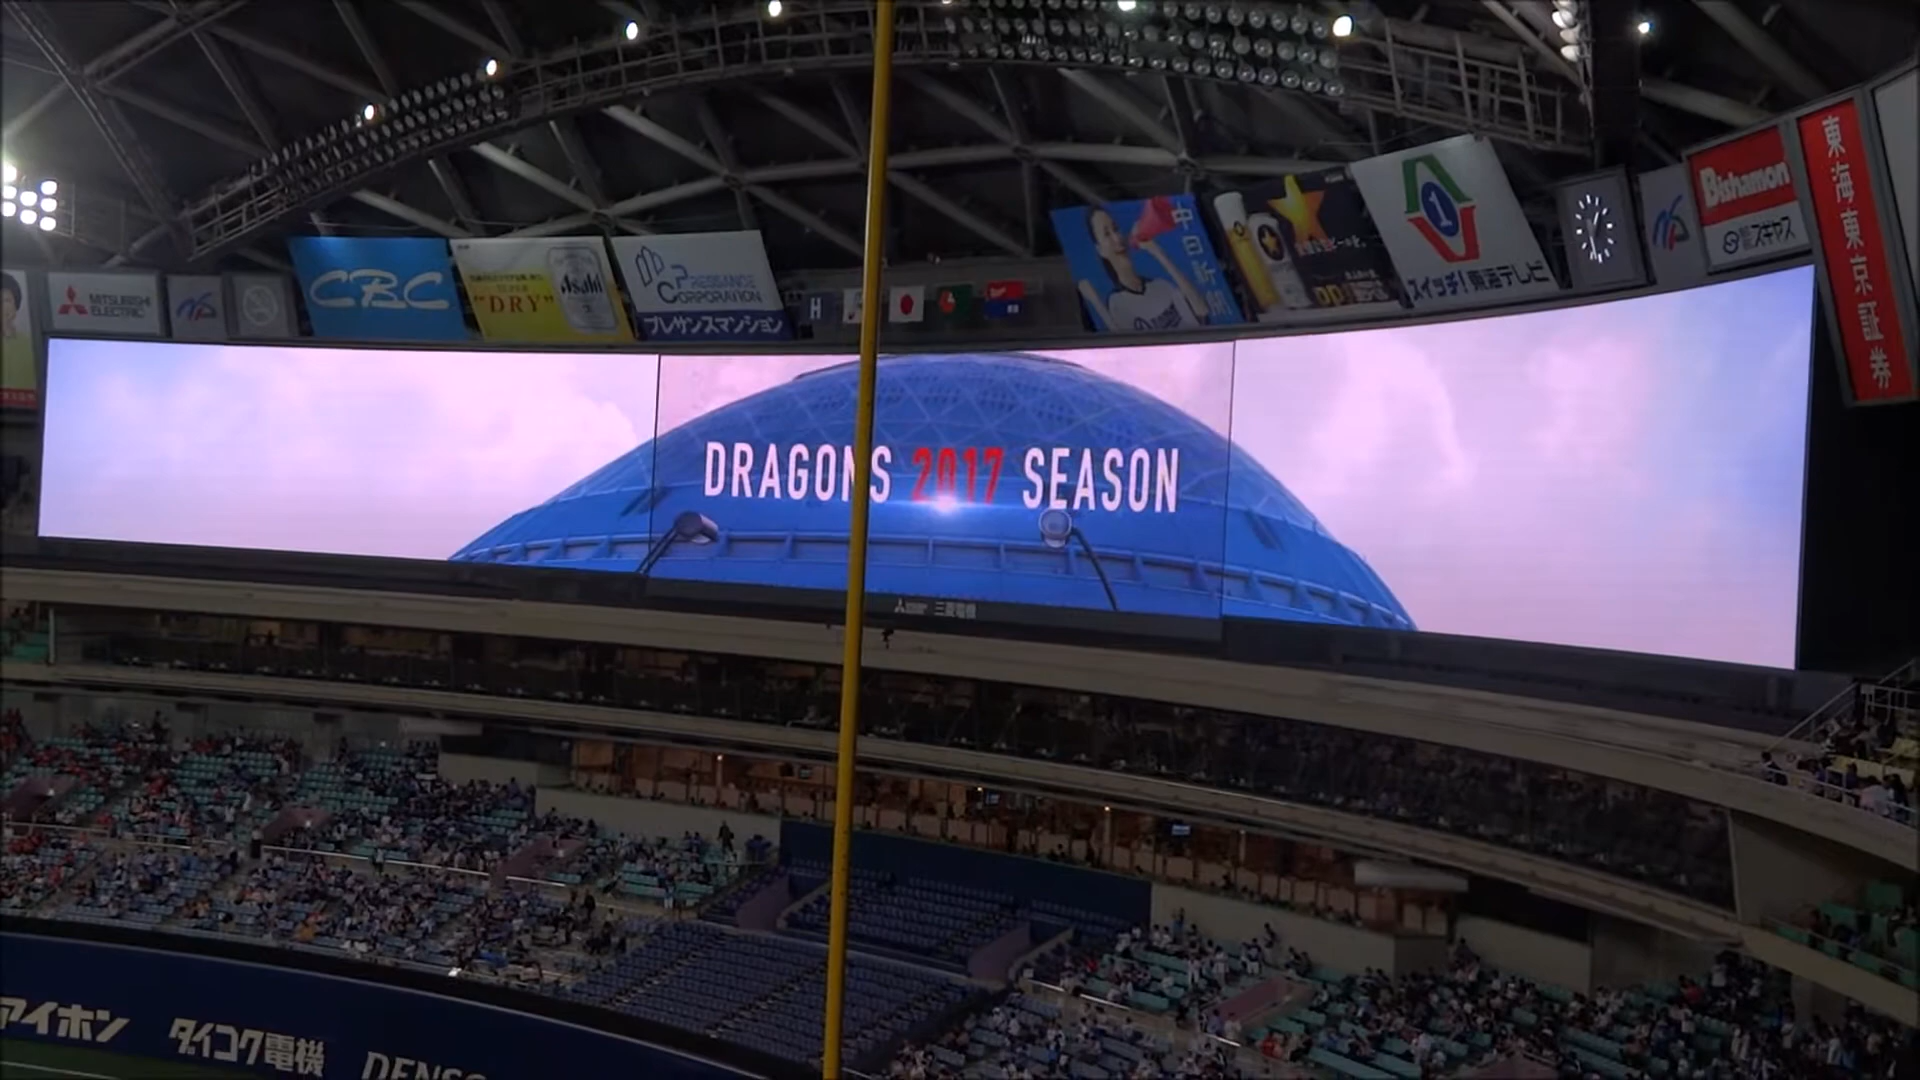 MITSUBISHI
ELECTRIC
CBC
"DRY"
Asahi
PRESSANCE
CORPORATION
プレサンスマンション
H
中日新聞
1
スイッチ!東海テレビ
Bishamon
スギヤス
東海東京証券
DRAGONS 2017 SEASON
三菱電機
アイホン
ダイコク電機
DENSO